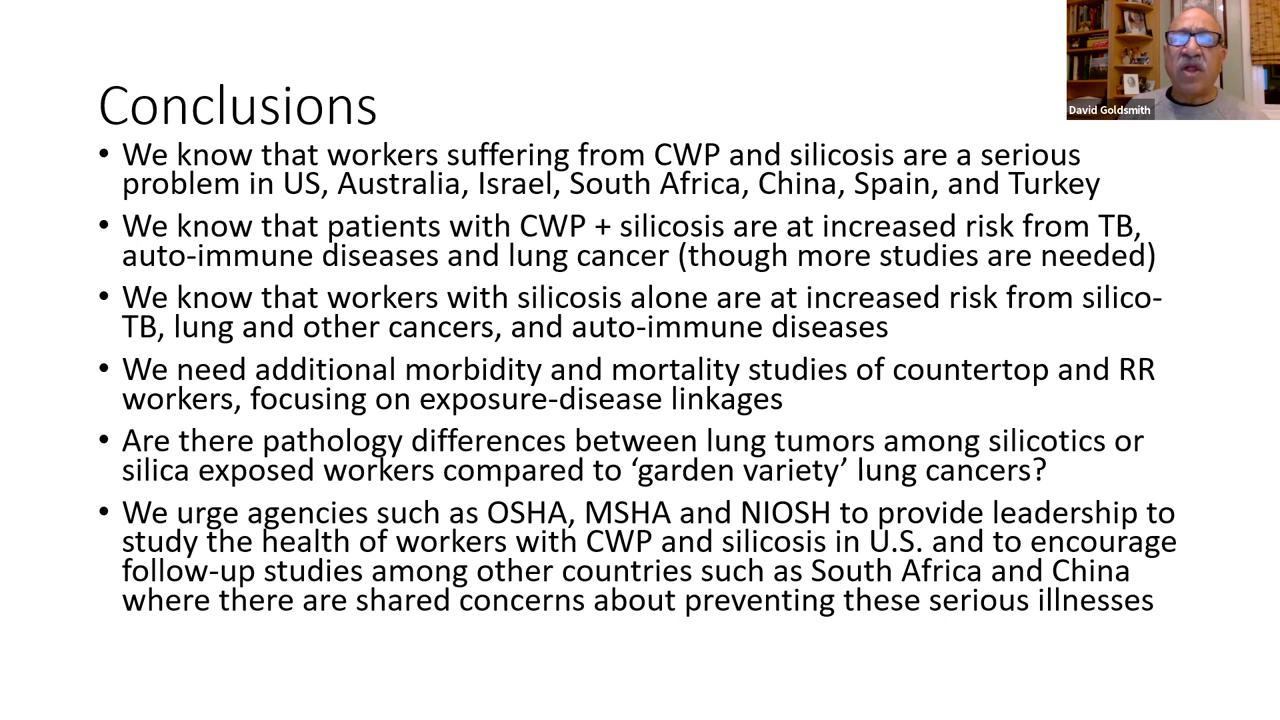 David Goldsmith
Conclusions
• We know that workers suffering from CWP and silicosis are a serious
problem in US, Australia, Israel, South Africa, China, Spain, and Turkey
• We know that patients with CWP + silicosis are at increased risk from TB,
auto-immune diseases and lung cancer (though more studies are needed)
• We know that workers with silicosis alone are at increased risk from silico-
TB, lung and other cancers, and auto-immune diseases
• We need additional morbidity and mortality studies of countertop and RR
workers, focusing on exposure-disease linkages
• Are there pathology differences between lung tumors among silicotics or
silica exposed workers compared to ‘garden variety’ lung cancers?
• We urge agencies such as OSHA, MSHA and NIOSH to provide leadership to
study the health of workers with CWP and silicosis in U.S. and to encourage
follow-up studies among other countries such as South Africa and China
where there are shared concerns about preventing these serious illnesses